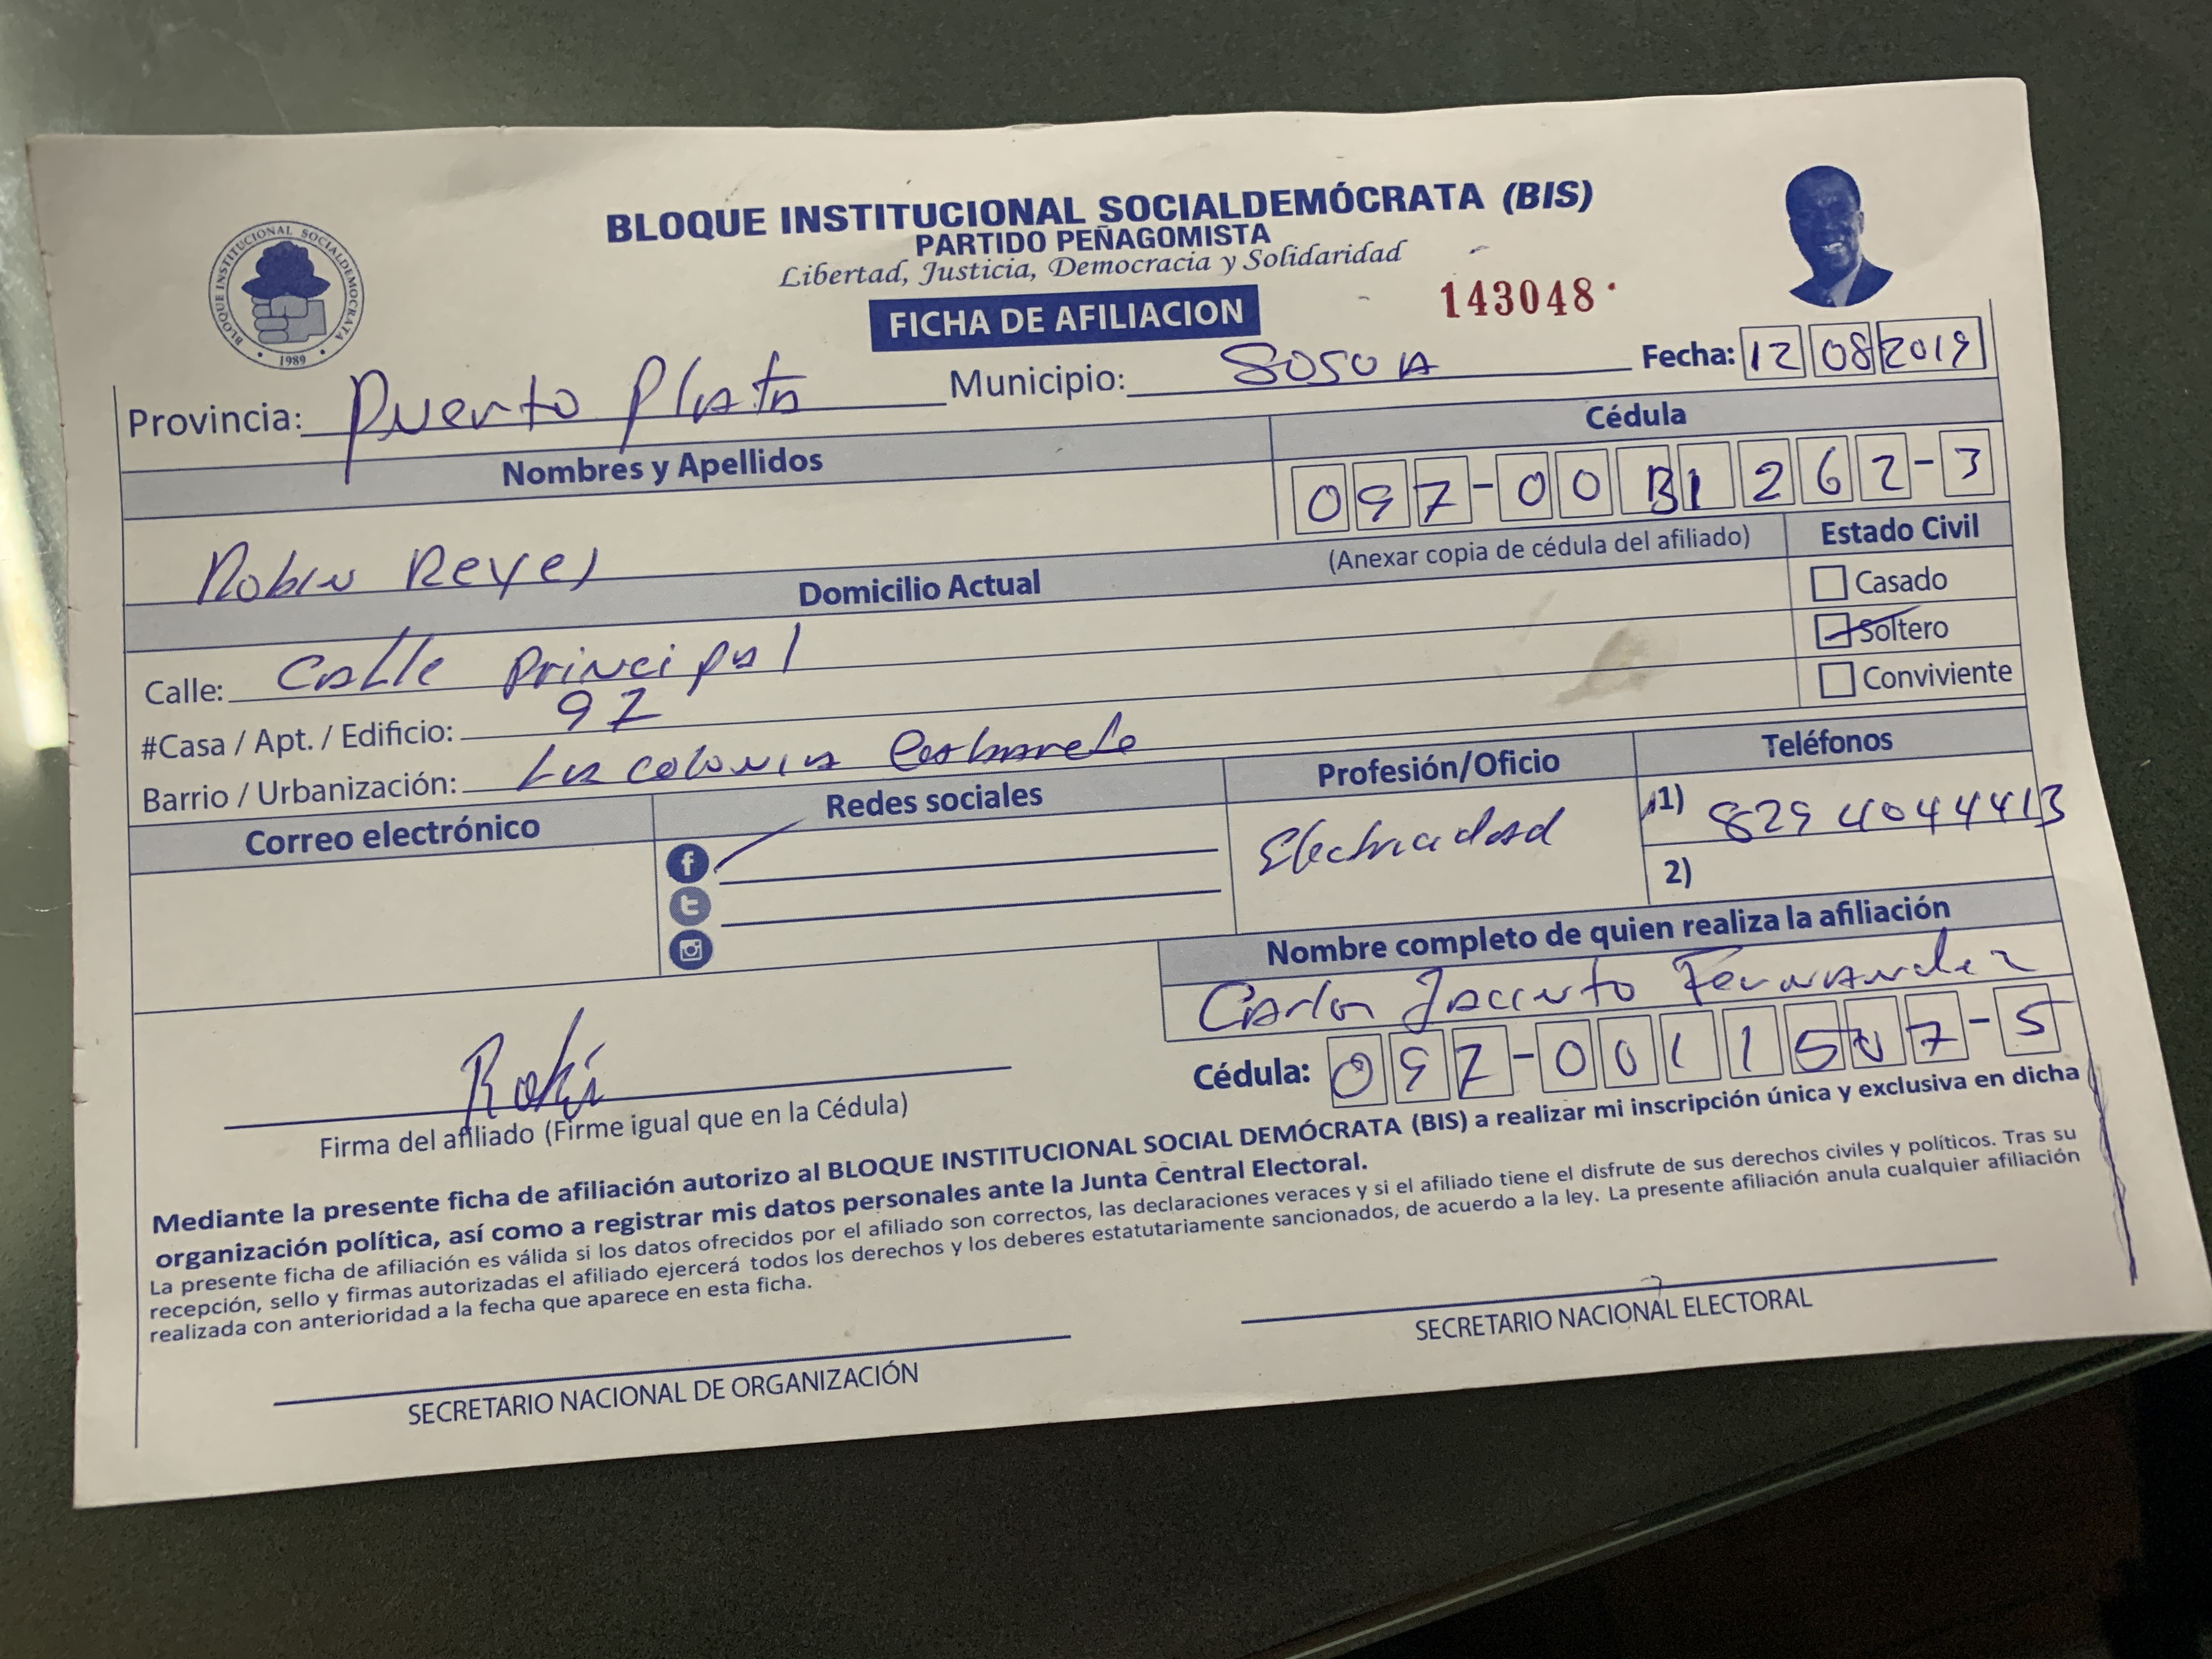 BLOQUE INSTITUCIONAL SOCIALDEMÓCRATA (BIS)
PARTIDO PEÑAGOMISTA
Libertad, Justicia, Democracia y Solidaridad
BLOQUE INSTITUCIONAL SOCIALDEMOCRATA
• 1989 •
FICHA DE AFILIACION
143048
Provincia: Puerto Plata Municipio: SOSUA Fecha: 12 08 2019
Nombres y Apellidos
Cédula
097-00 B1 262-3
Robin Reyes
(Anexar copia de cédula del afiliado)
Domicilio Actual
Estado Civil
Casado
Soltero
Conviviente
Calle: Calle Principal
#Casa / Apt. / Edificio: 97
Barrio / Urbanización: La colonia
Correo electrónico
Redes sociales
Profesión/Oficio
Teléfonos
Electricidad
1) 829 4044413
2)
Nombre completo de quien realiza la afiliación
Carlos Jacinto Fernandez
Cédula: 097-0011507-5
Roki
Firma del afiliado (Firme igual que en la Cédula)
Mediante la presente ficha de afiliación autorizo al BLOQUE INSTITUCIONAL SOCIAL DEMÓCRATA (BIS) a realizar mi inscripción única y exclusiva en dicha
organización política, así como a registrar mis datos personales ante la Junta Central Electoral.
La presente ficha de afiliación es válida si los datos ofrecidos por el afiliado son correctos, las declaraciones veraces y si el afiliado tiene el disfrute de sus derechos civiles y políticos. Tras su
recepción, sello y firmas autorizadas el afiliado ejercerá todos los derechos y los deberes estatutariamente sancionados, de acuerdo a la ley. La presente afiliación anula cualquier afiliación
realizada con anterioridad a la fecha que aparece en esta ficha.
SECRETARIO NACIONAL DE ORGANIZACIÓN
SECRETARIO NACIONAL ELECTORAL